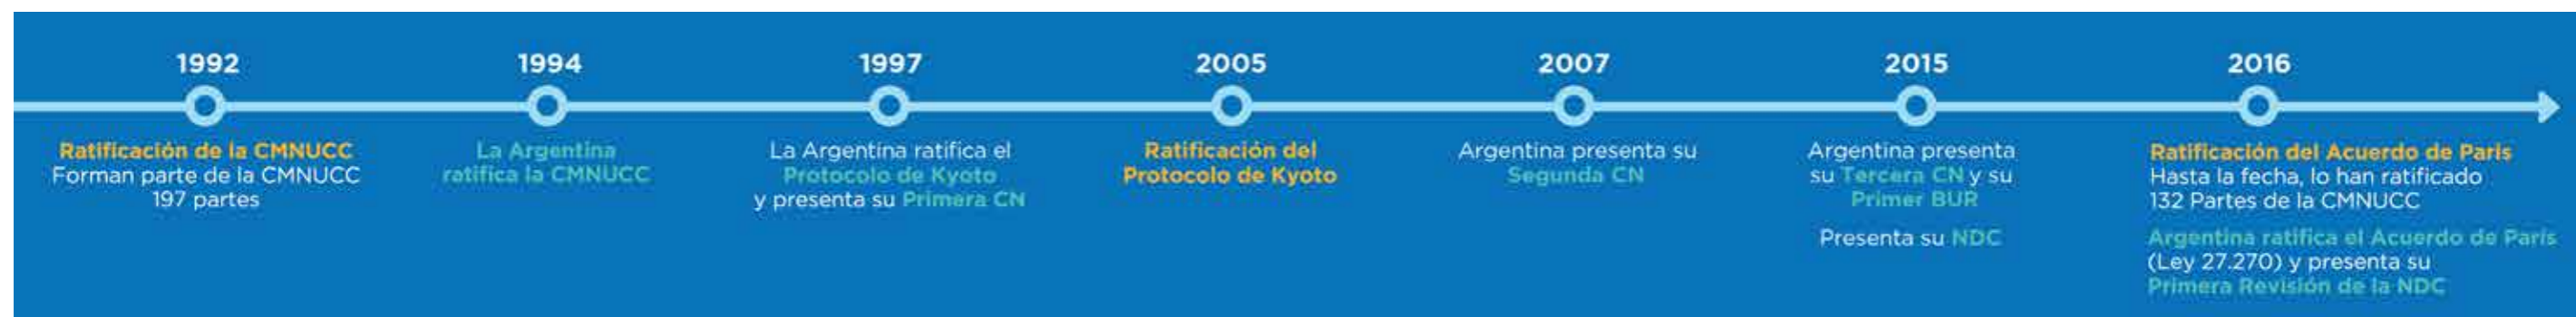 1992
Ratificación de la CMNUCC
Forman parte de la CMNUCC
197 partes
1994
La Argentina
ratifica la CMNUCC
1997
La Argentina ratifica el
Protocolo de Kyoto
y presenta su Primera CN
2005
Ratificación del
Protocolo de Kyoto
2007
Argentina presenta su
Segunda CN
2015
Argentina presenta
su Tercera CN y su
Primer BUR
Presenta su NDC
2016
Ratificación del Acuerdo de Paris
Hasta la fecha, lo han ratificado
132 Partes de la CMNUCC
Argentina ratifica el Acuerdo de París
(Ley 27.270) y presenta su
Primera Revisión de la NDC